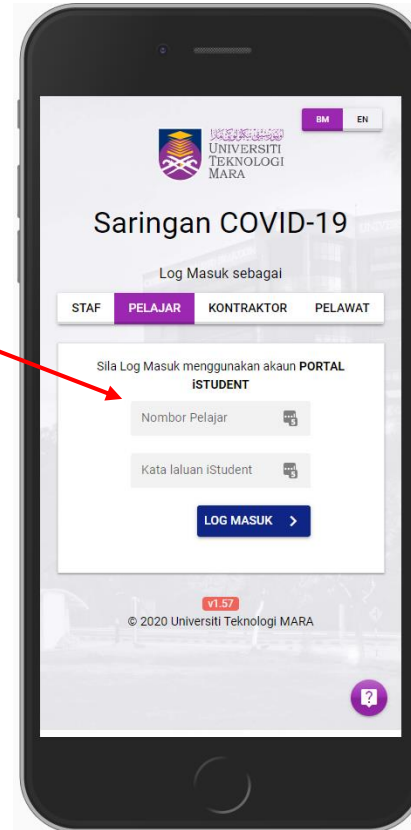 BM EN
UNIVERSITI
TEKNOLOGI
MARA
Saringan COVID-19
Log Masuk sebagai
STAF PELAJAR KONTRAKTOR PELAWAT
Sila Log Masuk menggunakan akaun PORTAL
iSTUDENT
Nombor Pelajar
Kata laluan iStudent
LOG MASUK
v1.57
© 2020 Universiti Teknologi MARA